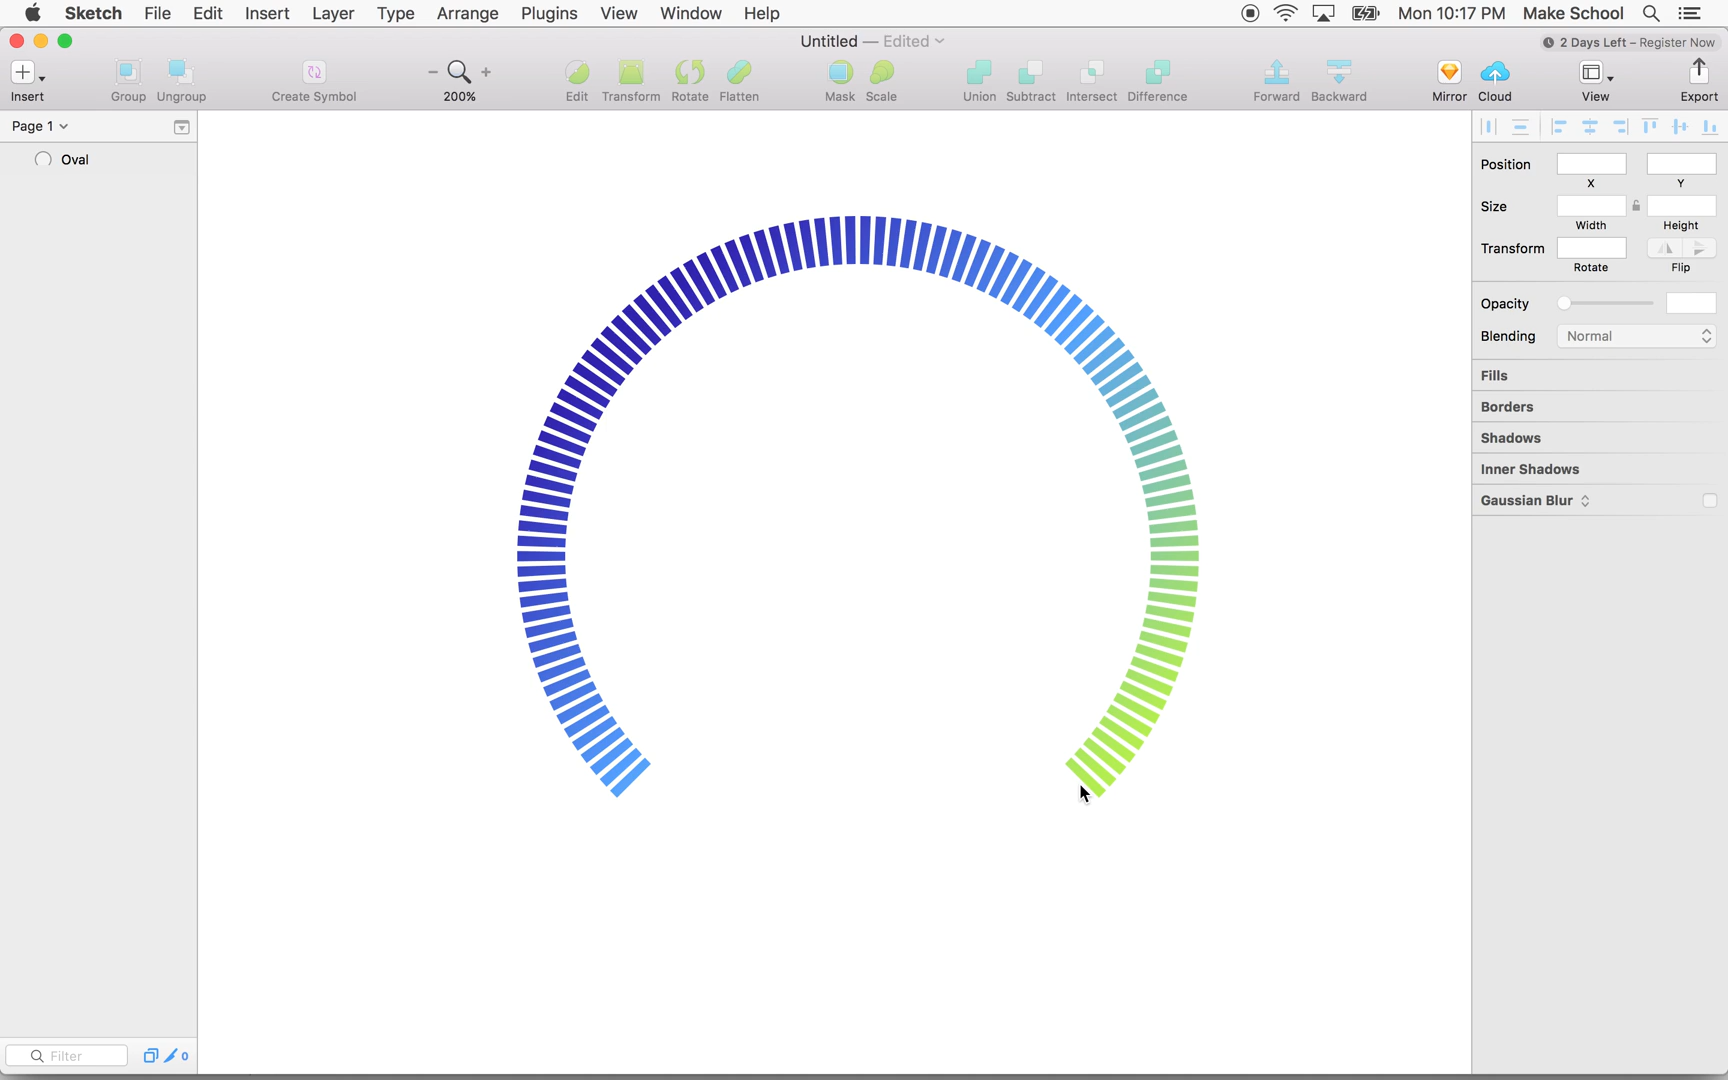 Sketch File Edit Insert Layer Type Arrange Plugins View Window Help Mon 10:17 PM Make School
Untitled — Edited 2 Days Left – Register Now
Insert Group Ungroup Create Symbol 200% Edit Transform Rotate Flatten Mask Scale Union Subtract Intersect Difference Forward Backward Mirror Cloud View Export
Page 1
Oval
Position
X Y
Size
Width Height
Transform
Rotate Flip
Opacity
Blending Normal
Fills
Borders
Shadows
Inner Shadows
Gaussian Blur
Filter 0